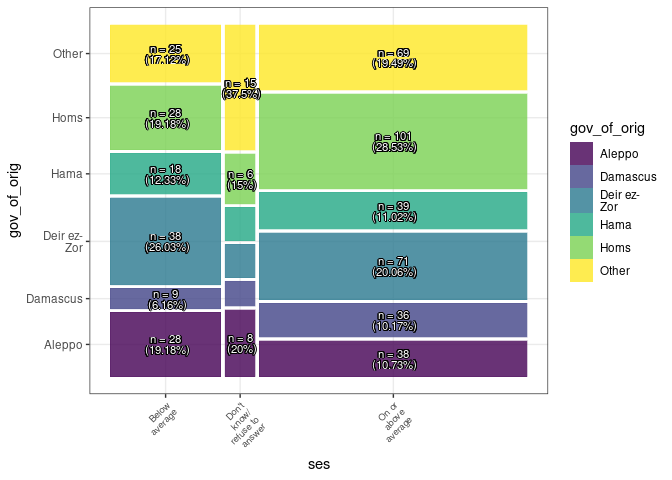 gov_of_orig
Other
Homs
Hama
Deir ez-
Zor
Damascus
Aleppo
n = 25
(17.12%)
n = 28
(19.18%)
n = 18
(12.33%)
n = 38
(26.03%)
n = 9
(6.16%)
n = 28
(19.18%)
n = 15
(37.5%)
n = 6
(15%)
n = 8
(20%)
n = 69
(19.49%)
n = 101
(28.53%)
n = 39
(11.02%)
n = 71
(20.06%)
n = 36
(10.17%)
n = 38
(10.73%)
Below
average
Don't
know/
refuse to
answer
On or
above
average
ses
gov_of_orig
Aleppo
Damascus
Deir ez-
Zor
Hama
Homs
Other